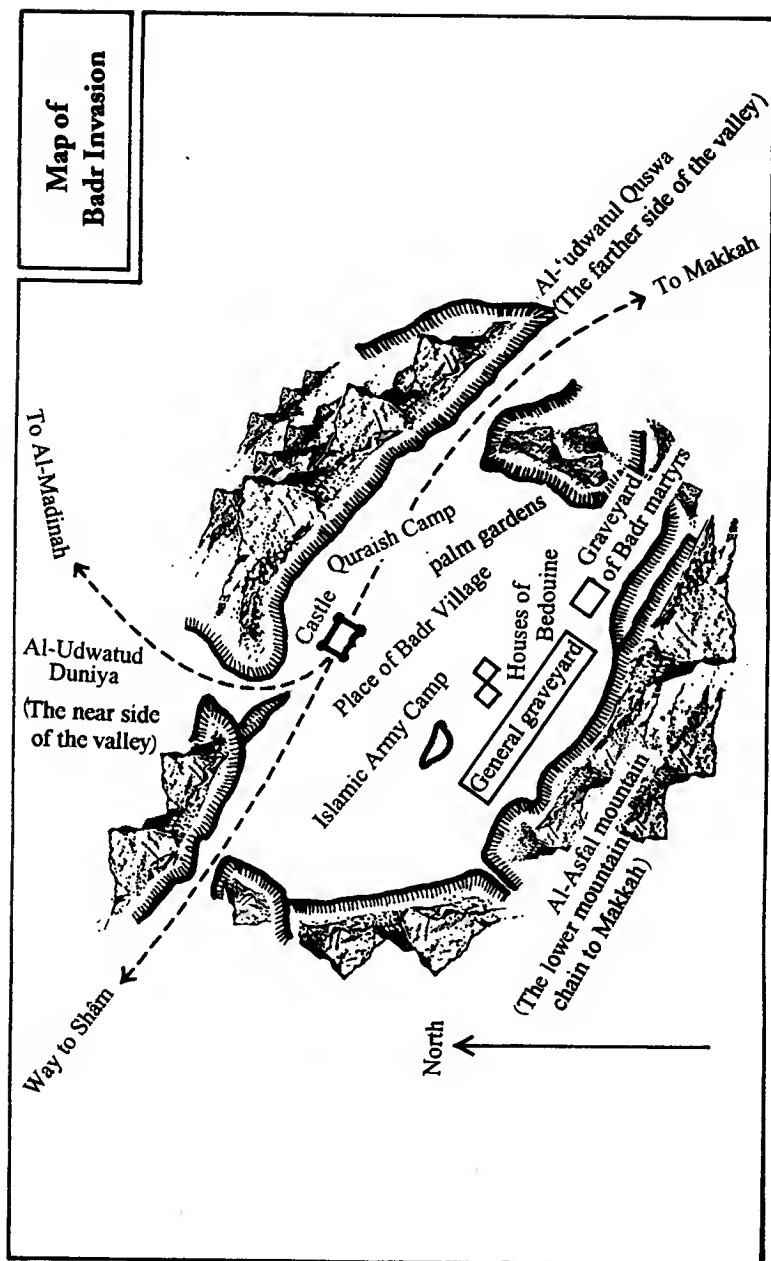 Map of
Badr Invasion
To Al-Madinah
Al-Udwatud
Duniya
(The near side
of the valley)
Way to Shâm
Castle
Quraish Camp
Place of Badr Village
palm gardens
Islamic Army Camp
Houses of
Bedouine
General graveyard
Graveyard
of Badr martyrs
Al-'udwatul Quswa
(The farther side of the valley)
To Makkah
Al-Asfal mountain
(The lower mountain
chain to Makkah)
North